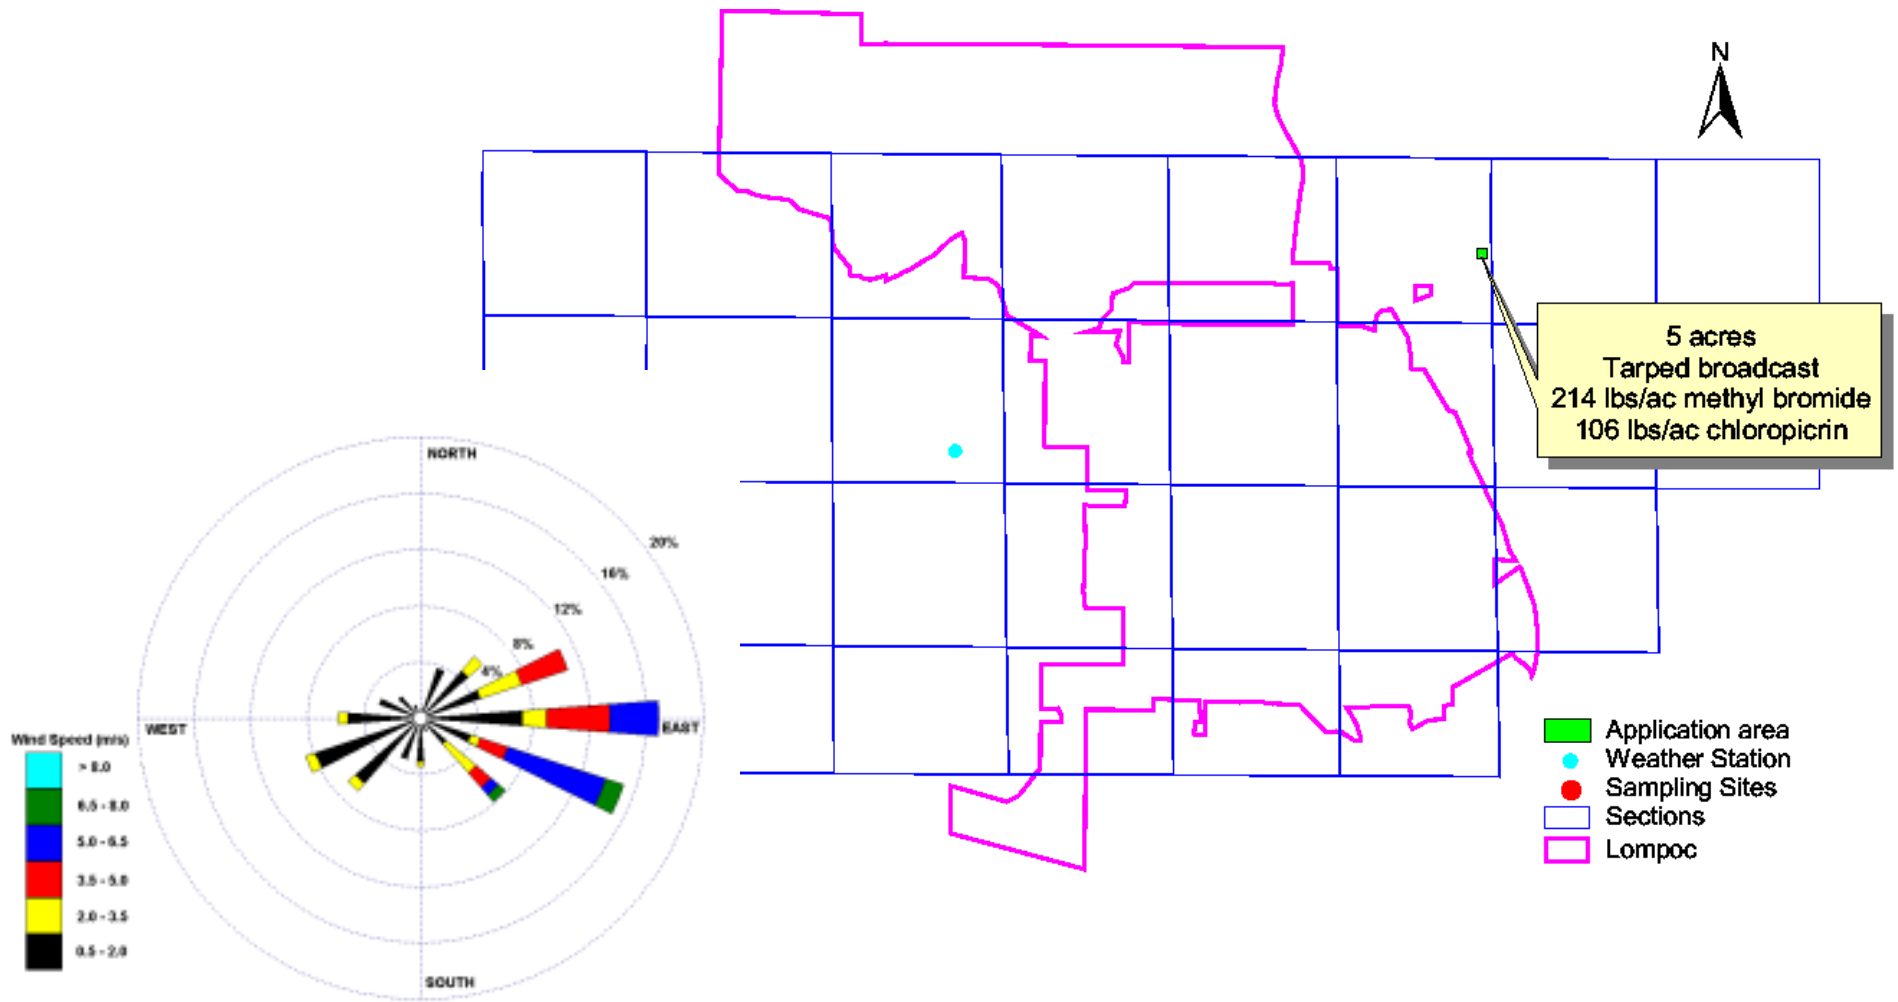 N
5 acres
Tarped broadcast
214 lbs/ac methyl bromide
106 lbs/ac chloropicrin
NORTH
20%
16%
12%
8%
4%
WEST
EAST
SOUTH
Wind Speed (m/s)
> 8.0
6.5 - 8.0
5.0 - 6.5
3.5 - 5.0
2.0 - 3.5
0.5 - 2.0
Application area
Weather Station
Sampling Sites
Sections
Lompoc